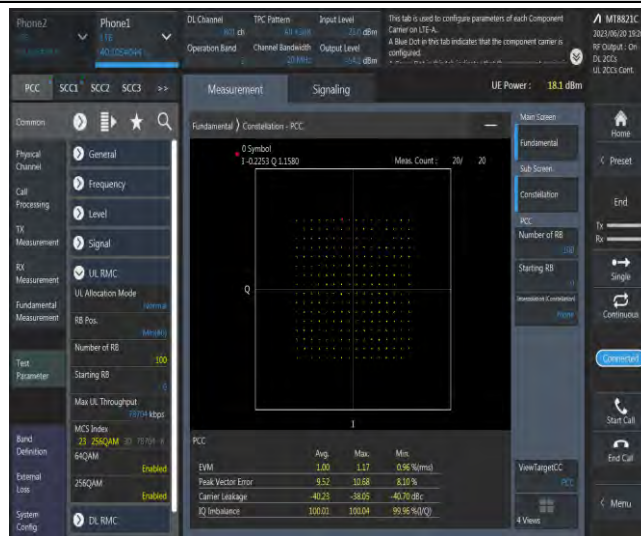 Phone2
Phone1
LTE
DL Channel
TPC Pattern
Input Level
ch
dBm
Operation Band
Channel Bandwidth
Output Level
20 MHz
dBm
This tab is used to configure parameters of each Component
Carrier on LTE-A.
A Blue Dot in this tab indicates that the component carrier is
configured.
MT8821C
RF Output : On
DL 2CCs
UL 2CCs Cont.
PCC
SCC1
SCC2
SCC3
>>
Measurement
Signaling
UE Power : 18.1 dBm
Common
Physical
Channel
Call
Processing
TX
Measurement
RX
Measurement
Fundamental
Measurement
Test
Parameter
Band
Definition
External
Loss
System
Config
General
Frequency
Level
Signal
UL RMC
UL Allocation Mode
Normal
RB Pos.
Min(#0)
Number of RB
100
Starting RB
0
Max UL Throughput
79704 kbps
MCS Index
23 256QAM
64QAM
Enabled
256QAM
Enabled
DL RMC
Fundamental
Constellation - PCC
0 Symbol
I -0.2253 Q 1.1580
Meas. Count : 20/ 20
Q
I
PCC
Avg. Max. Min.
EVM 1.00 1.17 0.96 %(rms)
Peak Vector Error 9.52 10.68 8.10 %
Carrier Leakage -40.23 -38.05 -40.70 dBc
IQ Imbalance 100.01 100.04 99.96 %(I/Q)
Main Screen
Fundamental
Sub Screen
Constellation
PCC
Number of RB
100
Starting RB
0
None
ViewTargetCC
PCC
4 Views
Home
< Preset
End
Tx
Rx
Single
Continuous
Connected
Start Call
End Call
< Menu